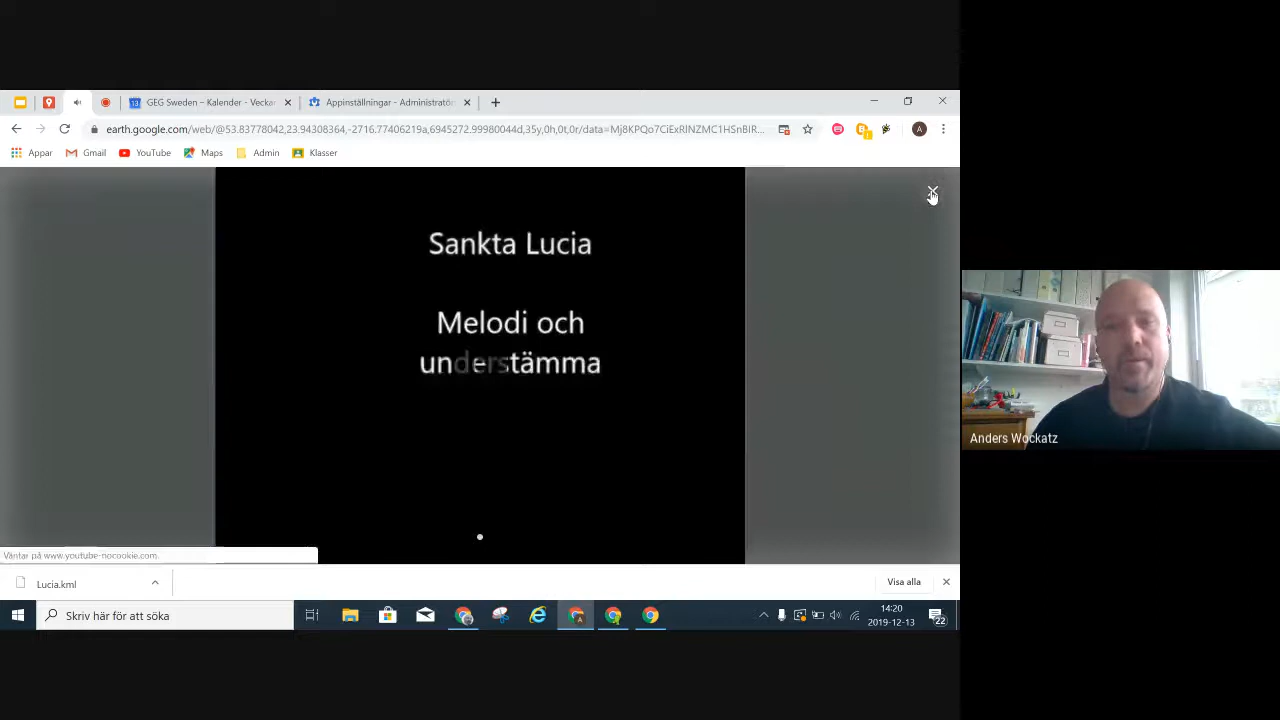 GEG Sweden – Kalender - Veckan
Appinställningar - Administratör
earth.google.com/web/@53.83778042,23.94308364,-2716.77406219a,6945272.99980044d,35y,0h,0t,0r/data=
Appar
Gmail
YouTube
Maps
Admin
Klasser
Sankta Lucia
Melodi och
understämma
Anders Wockatz
Väntar på www.youtube-nocookie.com.
Lucia.kml
Visa alla
Skriv här för att söka
14:20
2019-12-13
22